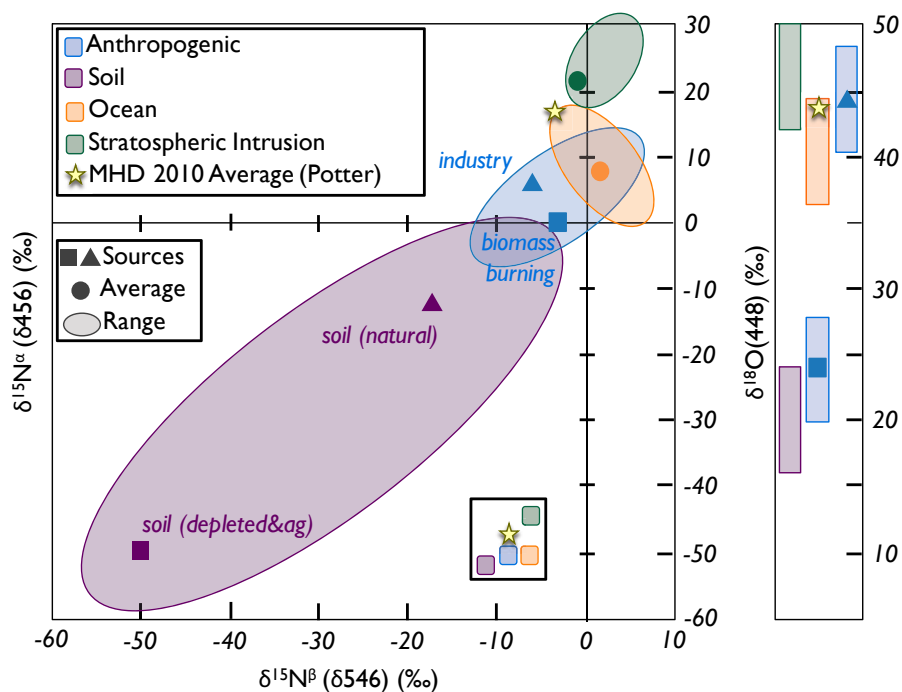 Anthropogenic
Soil
Ocean
Stratospheric Intrusion
MHD 2010 Average (Potter)
Sources
Average
Range
industry
biomass
burning
soil (natural)
soil (depleted&ag)
δ¹⁵Nᵅ (δ456) (‰)
30
20
10
0
-10
-20
-30
-40
-50
-60
-60 -50 -40 -30 -20 -10 0 10
δ¹⁵Nᵝ (δ546) (‰)
δ¹⁸O(448) (‰)
50
40
30
20
10